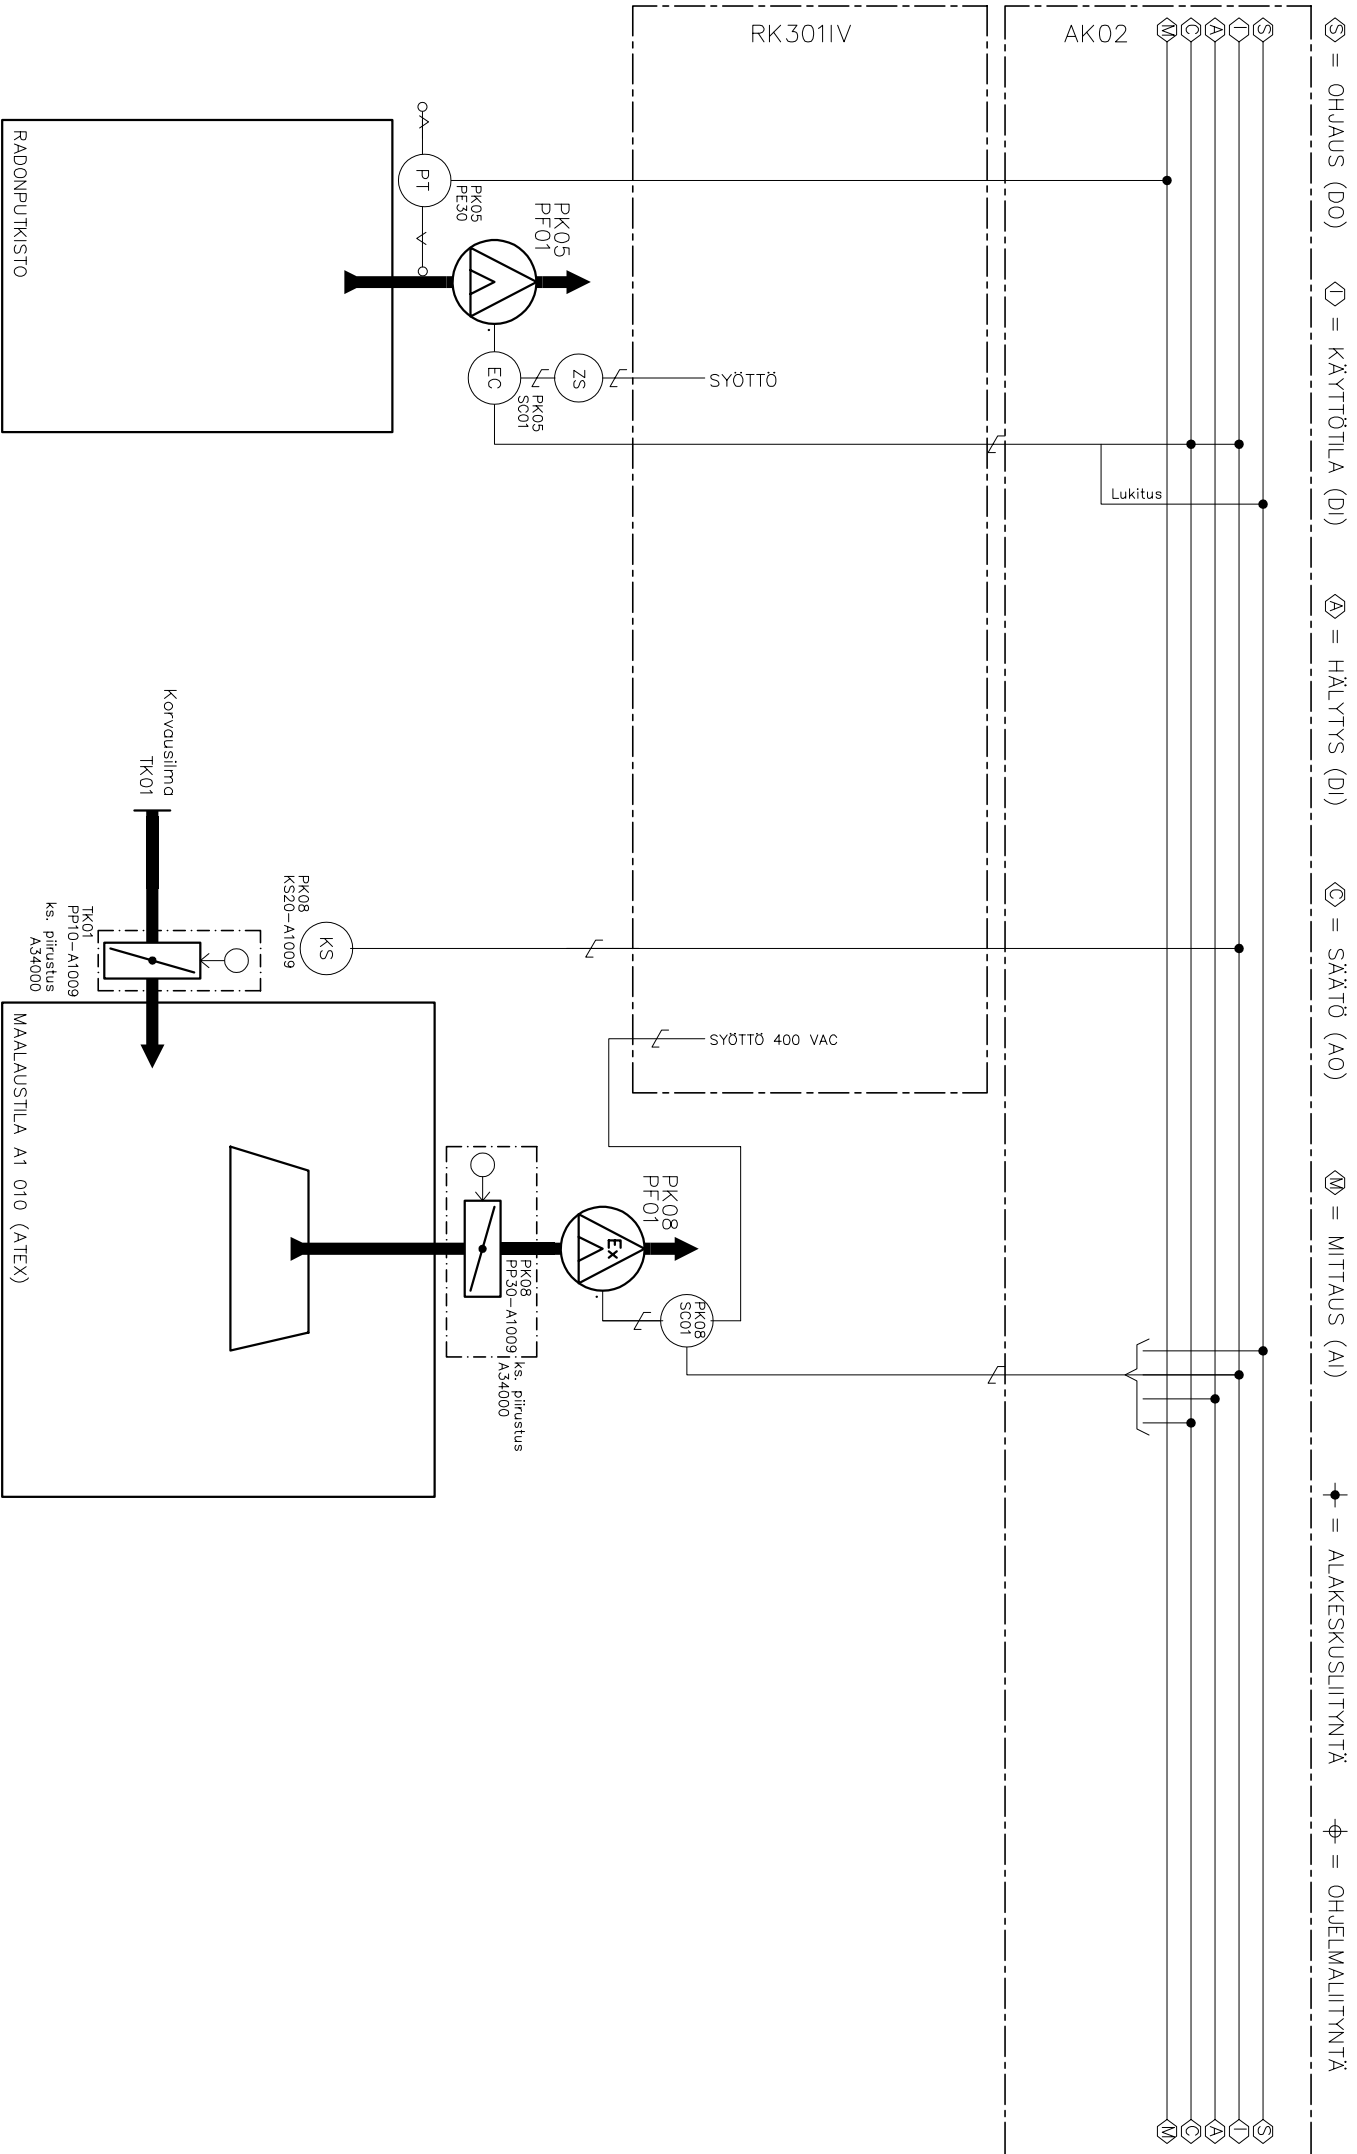 Ⓢ = OHJAUS (DO)
Ⓘ = KÄYTTÖTILA (DI)
Ⓐ = HÄLYTYS (DI)
Ⓒ = SÄÄTÖ (AO)
Ⓜ = MITTAUS (AI)
= ALAKESKUSLIITYNTÄ
= OHJELMALIITYNTÄ
S
S
I
I
A
A
C
C
M
M
AK02
Lukitus
RK301IV
SYÖTTÖ
SYÖTTÖ 400 VAC
PK05
PF01
ZS
EC
PK05
SC01
PT
PK05
PE30
RADONPUTKISTO
PK08
PF01
Ex
PK08
SC01
PK08
PP30-A1009
ks. piirustus
A34000
KS
PK08
KS20-A1009
Korvausilma
TK01
TK01
PP10-A1009
ks. piirustus
A34000
MAALAUSTILA A1 010 (ATEX)